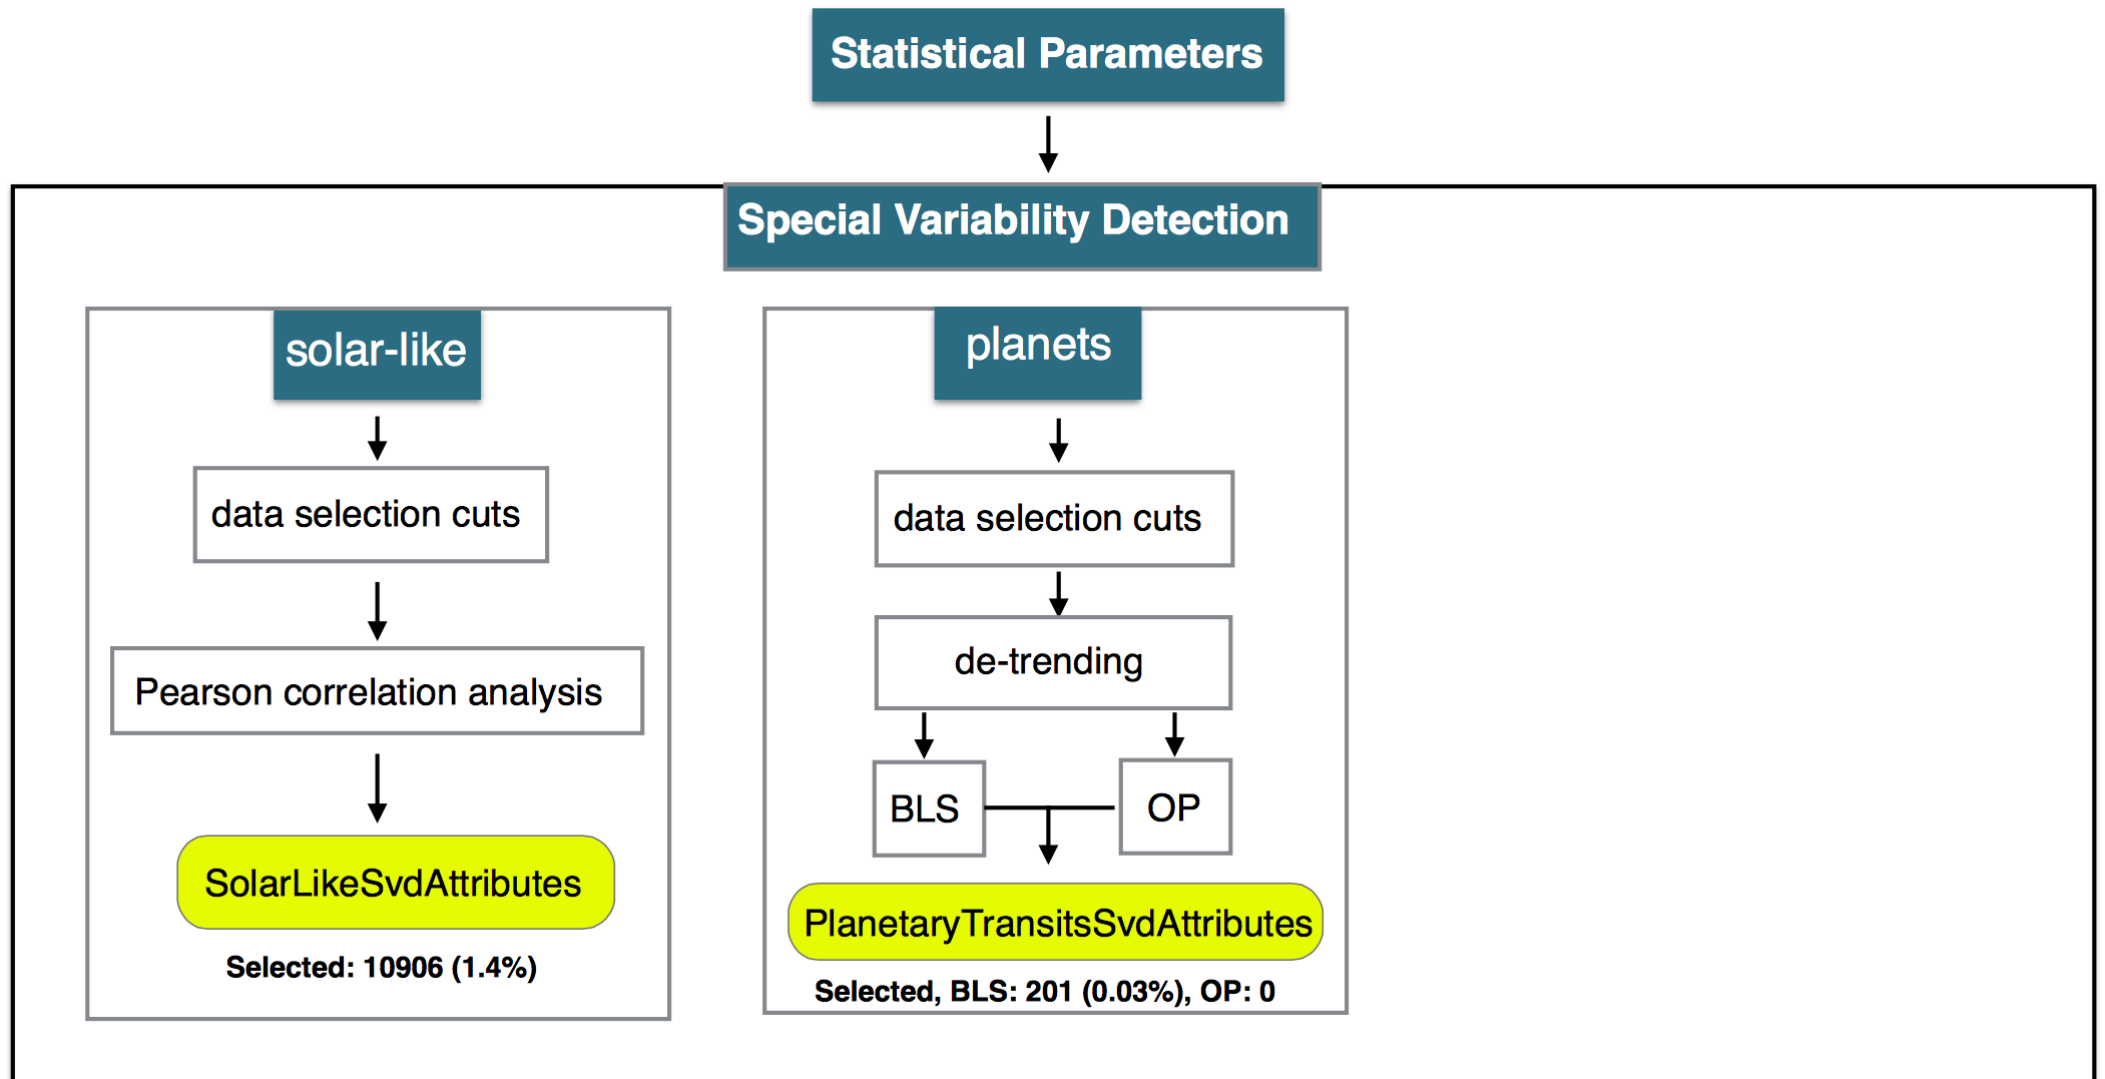 Statistical Parameters
Special Variability Detection
solar-like
data selection cuts
Pearson correlation analysis
SolarLikeSvdAttributes
Selected: 10906 (1.4%)
planets
data selection cuts
de-trending
BLS
OP
PlanetaryTransitsSvdAttributes
Selected, BLS: 201 (0.03%), OP: 0